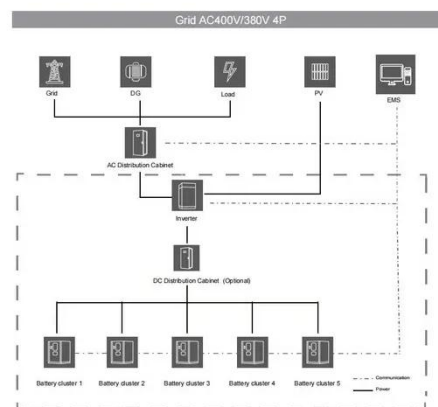 Grid AC400V/380V 4P
Grid
DG
Load
PV
EMS
AC Distribution Cabinet
Inverter
DC Distribution Cabinet (Optional)
Battery cluster 1
Battery cluster 2
Battery cluster 3
Battery cluster 4
Battery cluster 5
Communication
Power